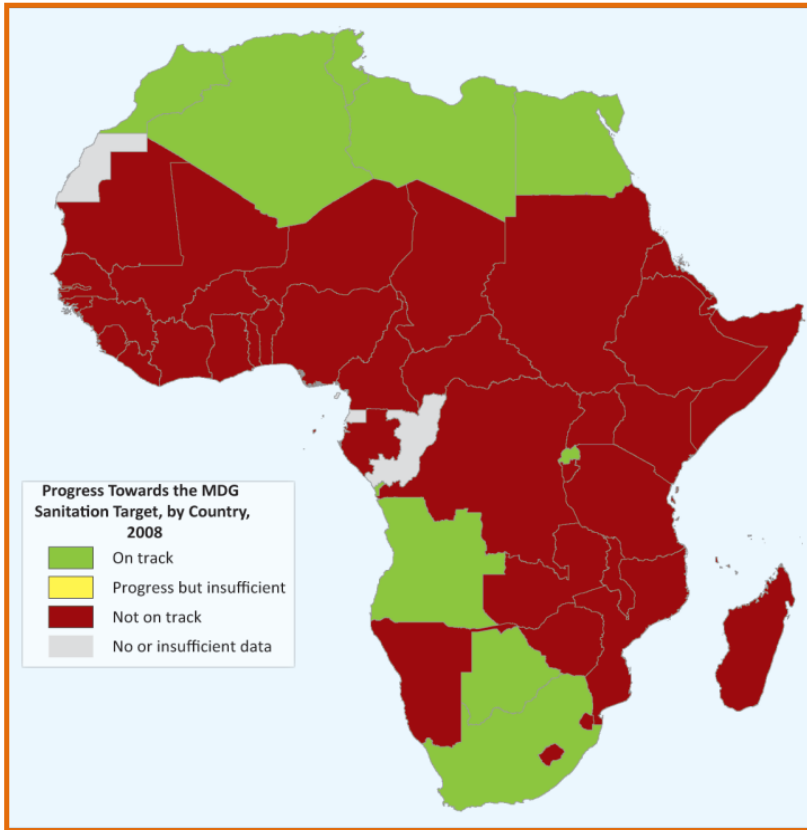 Progress Towards the MDG
Sanitation Target, by Country,
2008
On track
Progress but insufficient
Not on track
No or insufficient data